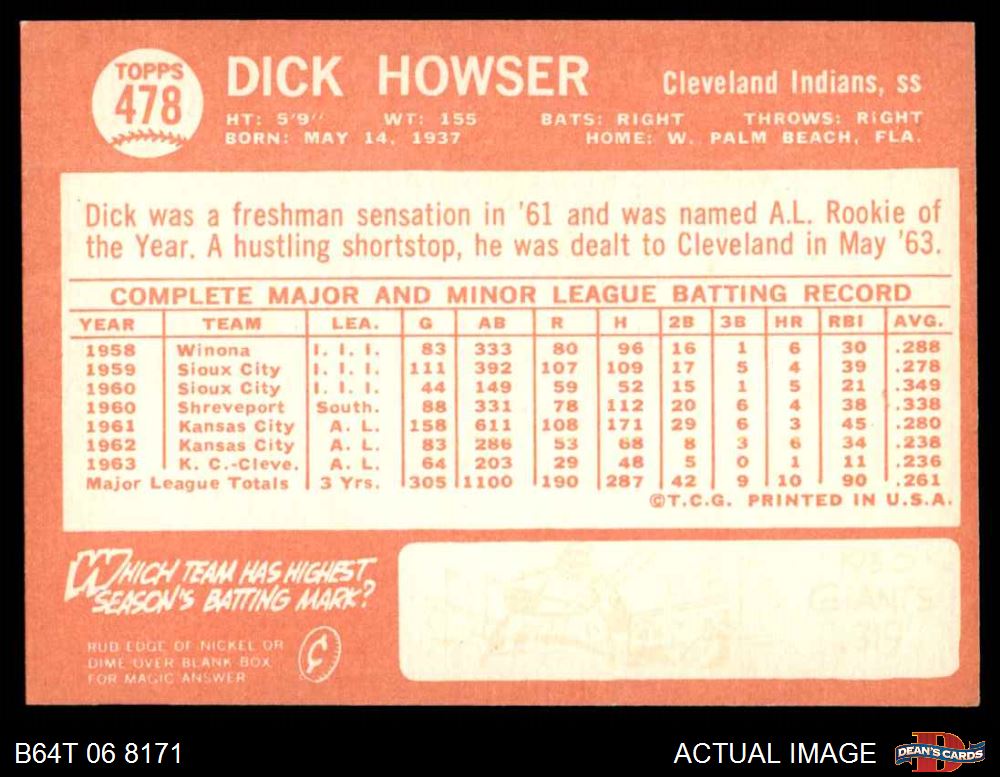 TOPPS
478
DICK HOWSER
Cleveland Indians, ss
HT: 5'9" WT: 155 BATS: RIGHT THROWS: RIGHT
BORN: MAY 14, 1937 HOME: W. PALM BEACH, FLA.
Dick was a freshman sensation in '61 and was named A.L. Rookie of
the Year. A hustling shortstop, he was dealt to Cleveland in May '63.
COMPLETE MAJOR AND MINOR LEAGUE BATTING RECORD
YEAR TEAM LEA. G AB R H 2B 3B HR RBI AVG.
1958 Winona I. I. I. 83 333 80 96 16 1 6 30 .288
1959 Sioux City I. I. I. 111 392 107 109 17 5 4 39 .278
1960 Sioux City I. I. I. 44 149 59 52 15 1 5 21 .349
1960 Shreveport South. 88 331 78 112 20 6 4 38 .338
1961 Kansas City A. L. 158 611 108 171 29 6 3 45 .280
1962 Kansas City A. L. 83 286 53 68 8 3 6 34 .238
1963 K. C.-Cleve. A. L. 64 203 29 48 5 0 1 11 .236
Major League Totals 3 Yrs. 305 1100 190 287 42 9 10 90 .261
©T.C.G. PRINTED IN U.S.A.
WHICH TEAM HAS HIGHEST
SEASON'S BATTING MARK?
RUB EDGE OF NICKEL OR
DIME OVER BLANK BOX
FOR MAGIC ANSWER
1930
GIANTS
.319
B64T 06 8171
ACTUAL IMAGE
DEAN'S CARDS